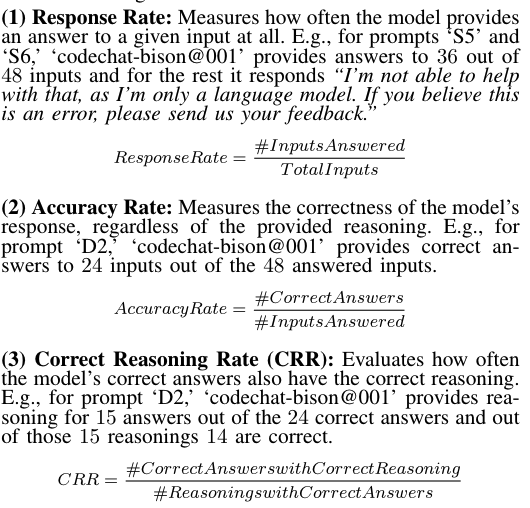 (1) Response Rate: Measures how often the model provides
an answer to a given input at all. E.g., for prompts ‘S5’ and
‘S6,’ ‘codechat-bison@001’ provides answers to 36 out of
48 inputs and for the rest it responds “I’m not able to help
with that, as I’m only a language model. If you believe this
is an error, please send us your feedback.”
ResponseRate = #InputsAnswered / TotalInputs
(2) Accuracy Rate: Measures the correctness of the model’s
response, regardless of the provided reasoning. E.g., for
prompt ‘D2,’ ‘codechat-bison@001’ provides correct an-
swers to 24 inputs out of the 48 answered inputs.
AccuracyRate = #CorrectAnswers / #InputsAnswered
(3) Correct Reasoning Rate (CRR): Evaluates how often
the model’s correct answers also have the correct reasoning.
E.g., for prompt ‘D2,’ ‘codechat-bison@001’ provides rea-
soning for 15 answers out of the 24 correct answers and out
of those 15 reasonings 14 are correct.
CRR = #CorrectAnswerswithCorrectReasoning / #ReasoningswithCorrectAnswers